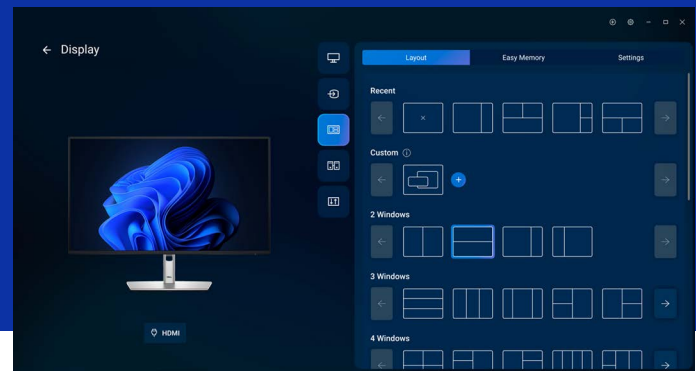 Display
Layout Easy Memory Settings
Recent
Custom
2 Windows
3 Windows
4 Windows
HDMI